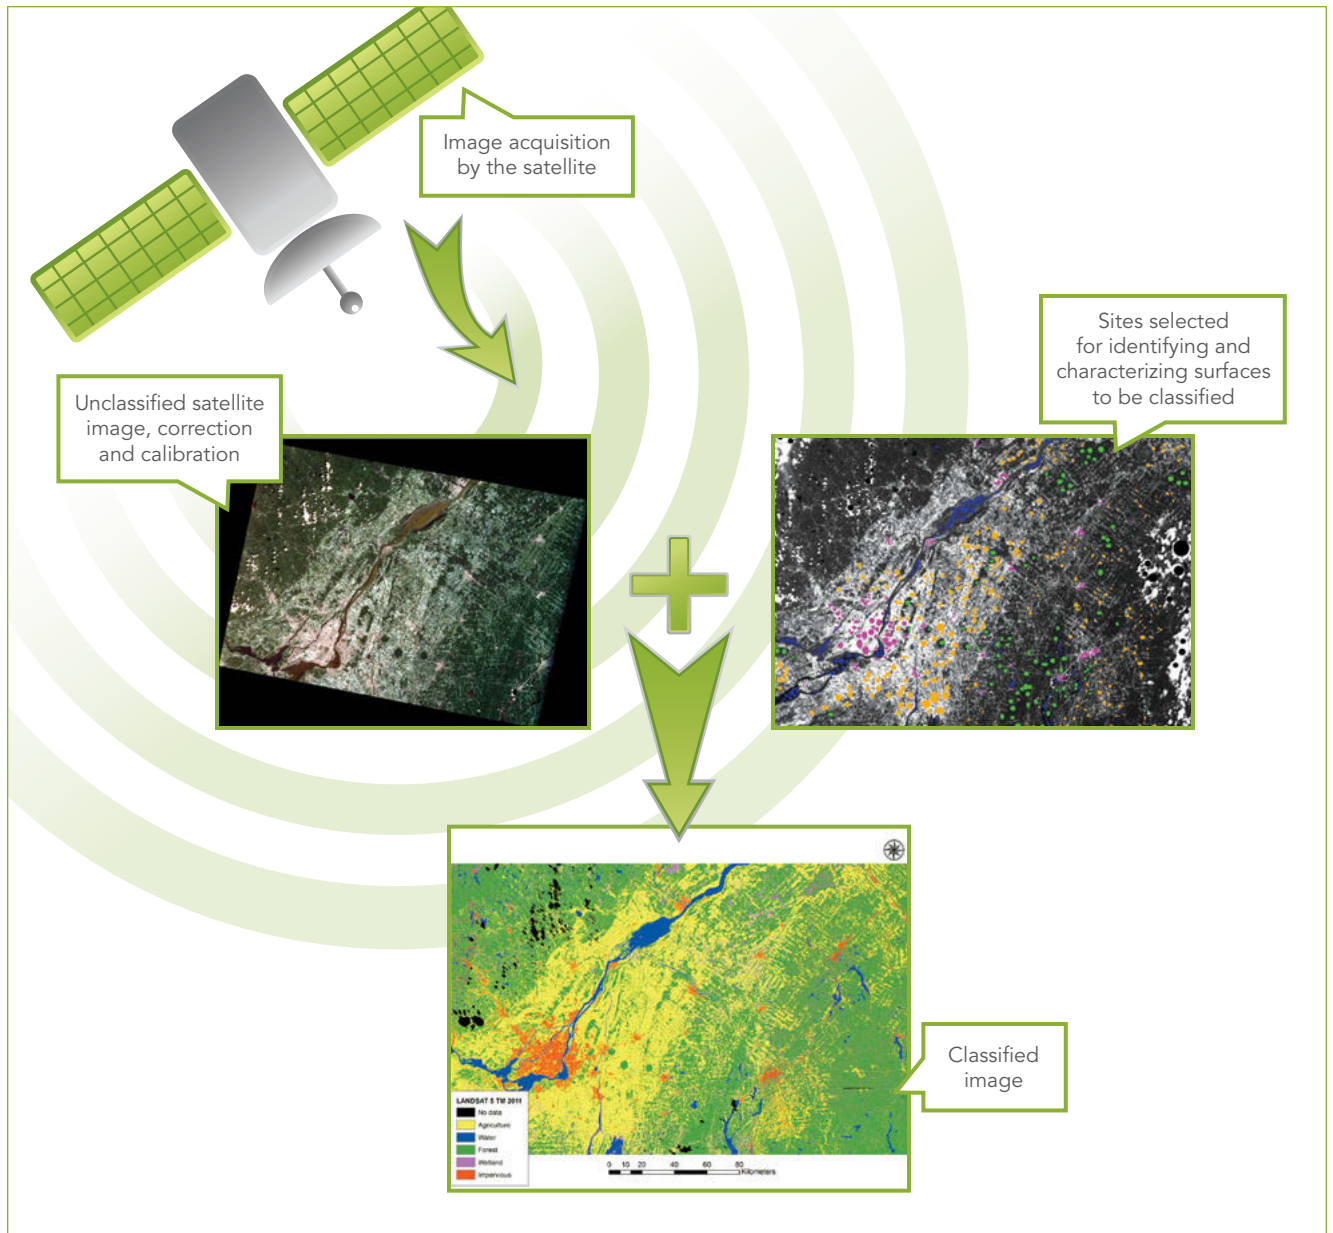 Image acquisition
by the satellite
Sites selected
for identifying and
characterizing surfaces
to be classified
Unclassified satellite
image, correction
and calibration
Classified
image
LANDSAT 5 TM 2011
No data
Agriculture
Water
Forest
Wetland
Impervious
0 10 20 40 60 80
Kilometers